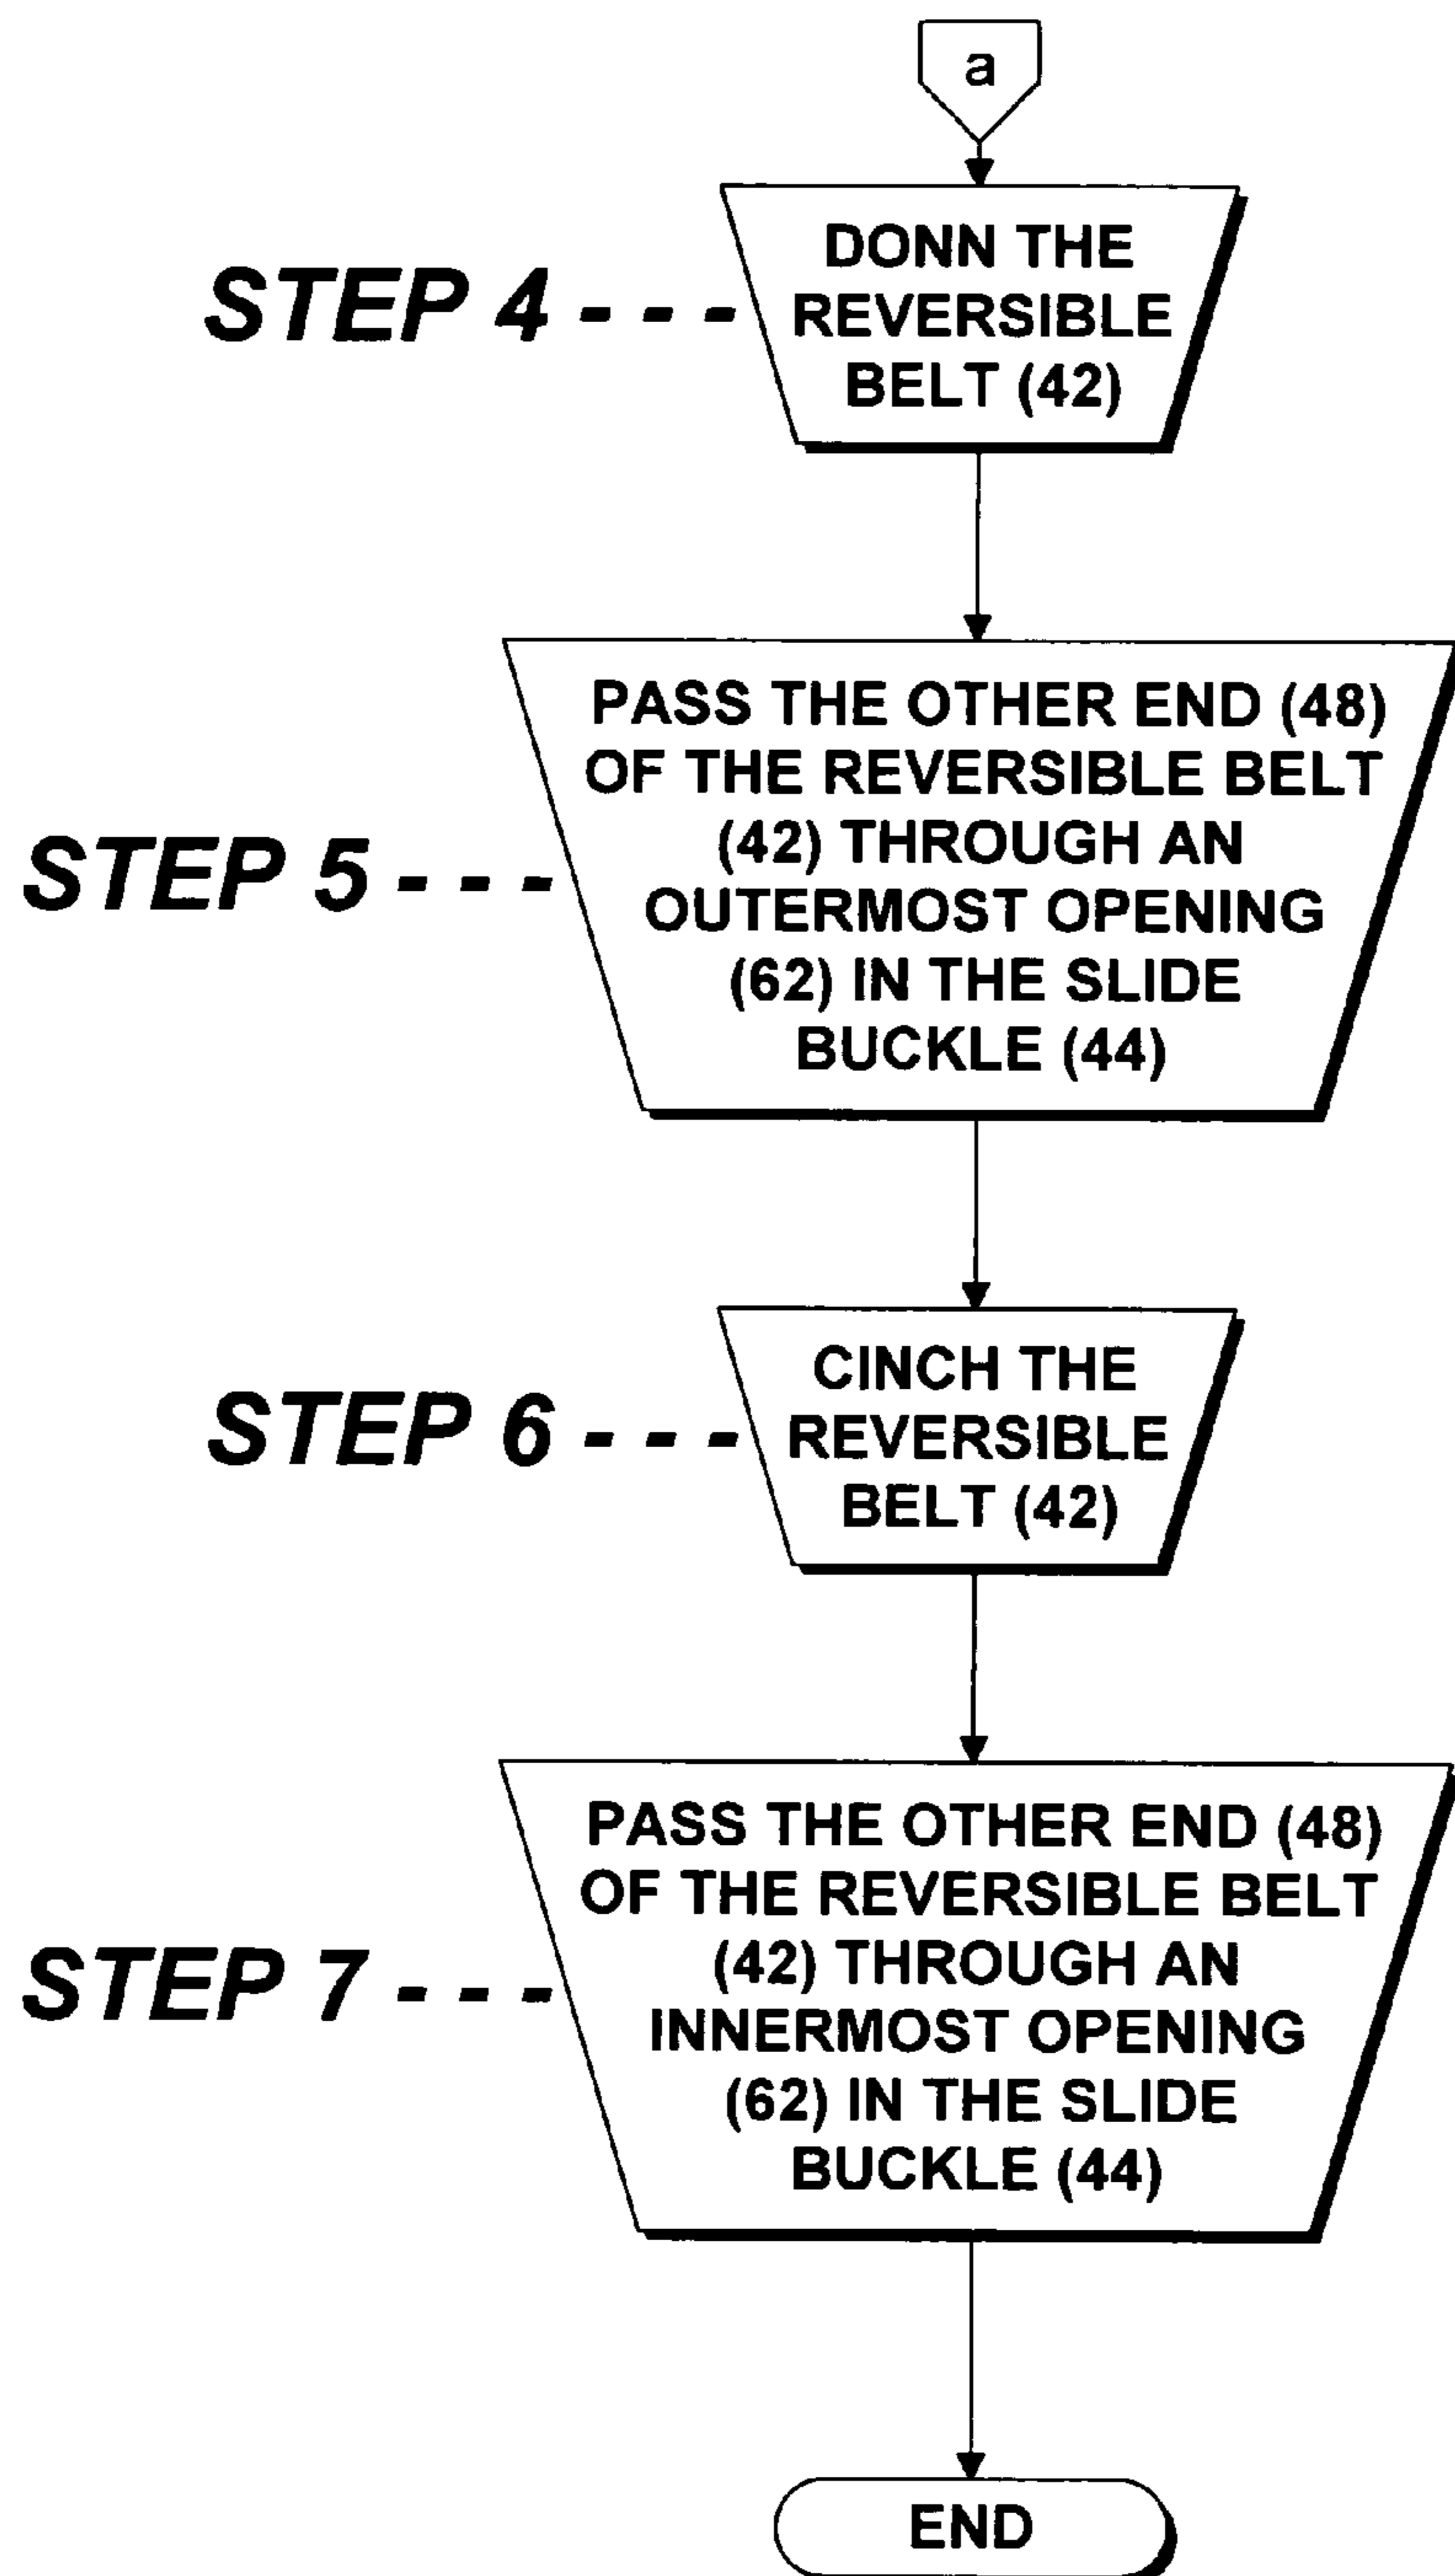 a
DONN THE
REVERSIBLE
BELT (42)
STEP 4 - - -
PASS THE OTHER END (48)
OF THE REVERSIBLE BELT
(42) THROUGH AN
OUTERMOST OPENING
(62) IN THE SLIDE
BUCKLE (44)
STEP 5 - - -
CINCH THE
REVERSIBLE
BELT (42)
STEP 6 - - -
PASS THE OTHER END (48)
OF THE REVERSIBLE BELT
(42) THROUGH AN
INNERMOST OPENING
(62) IN THE SLIDE
BUCKLE (44)
STEP 7 - - -
END